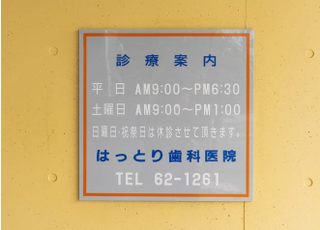 診療案内
平 日 AM9:00〜PM6:30
土曜日 AM9:00〜PM1:00
日曜日・祝祭日は休診させて頂きます。
はっとり歯科医院
TEL 62-1261